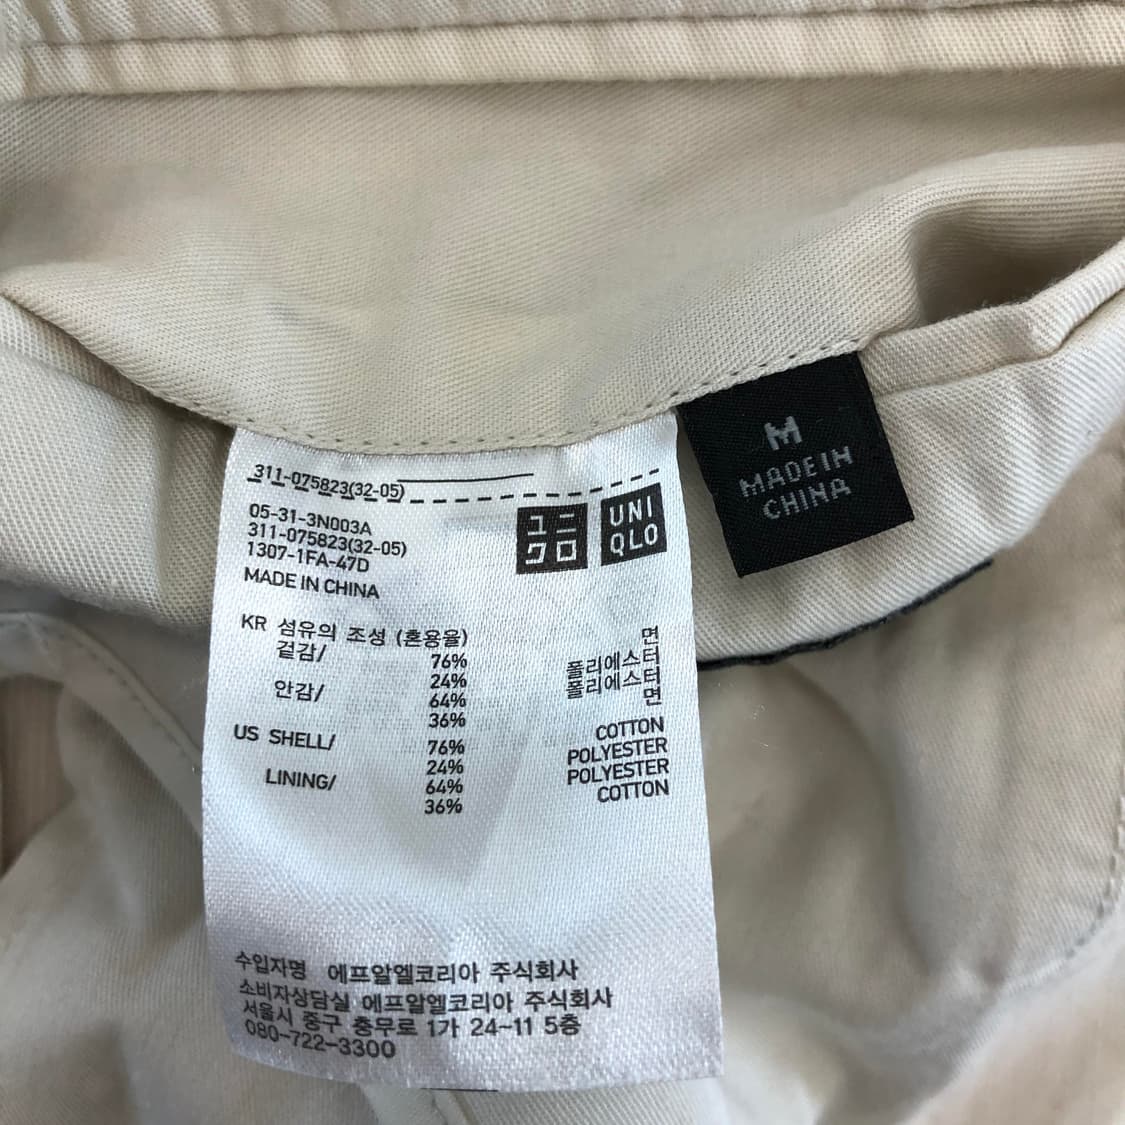 311-075823(32-05)
05-31-3N003A
311-075823(32-05)
1307-1FA-47D
MADE IN CHINA
ユニ
クロ
UNI
QLO
M
MADE IN
CHINA
KR 섬유의 조성 (혼용율)
겉감/ 76% 면
24% 폴리에스터
안감/ 64% 폴리에스터
36% 면
US SHELL/ 76% COTTON
24% POLYESTER
LINING/ 64% POLYESTER
36% COTTON
수입자명 에프알엘코리아 주식회사
소비자상담실 에프알엘코리아 주식회사
서울시 중구 충무로 1가 24-11 5층
080-722-3300